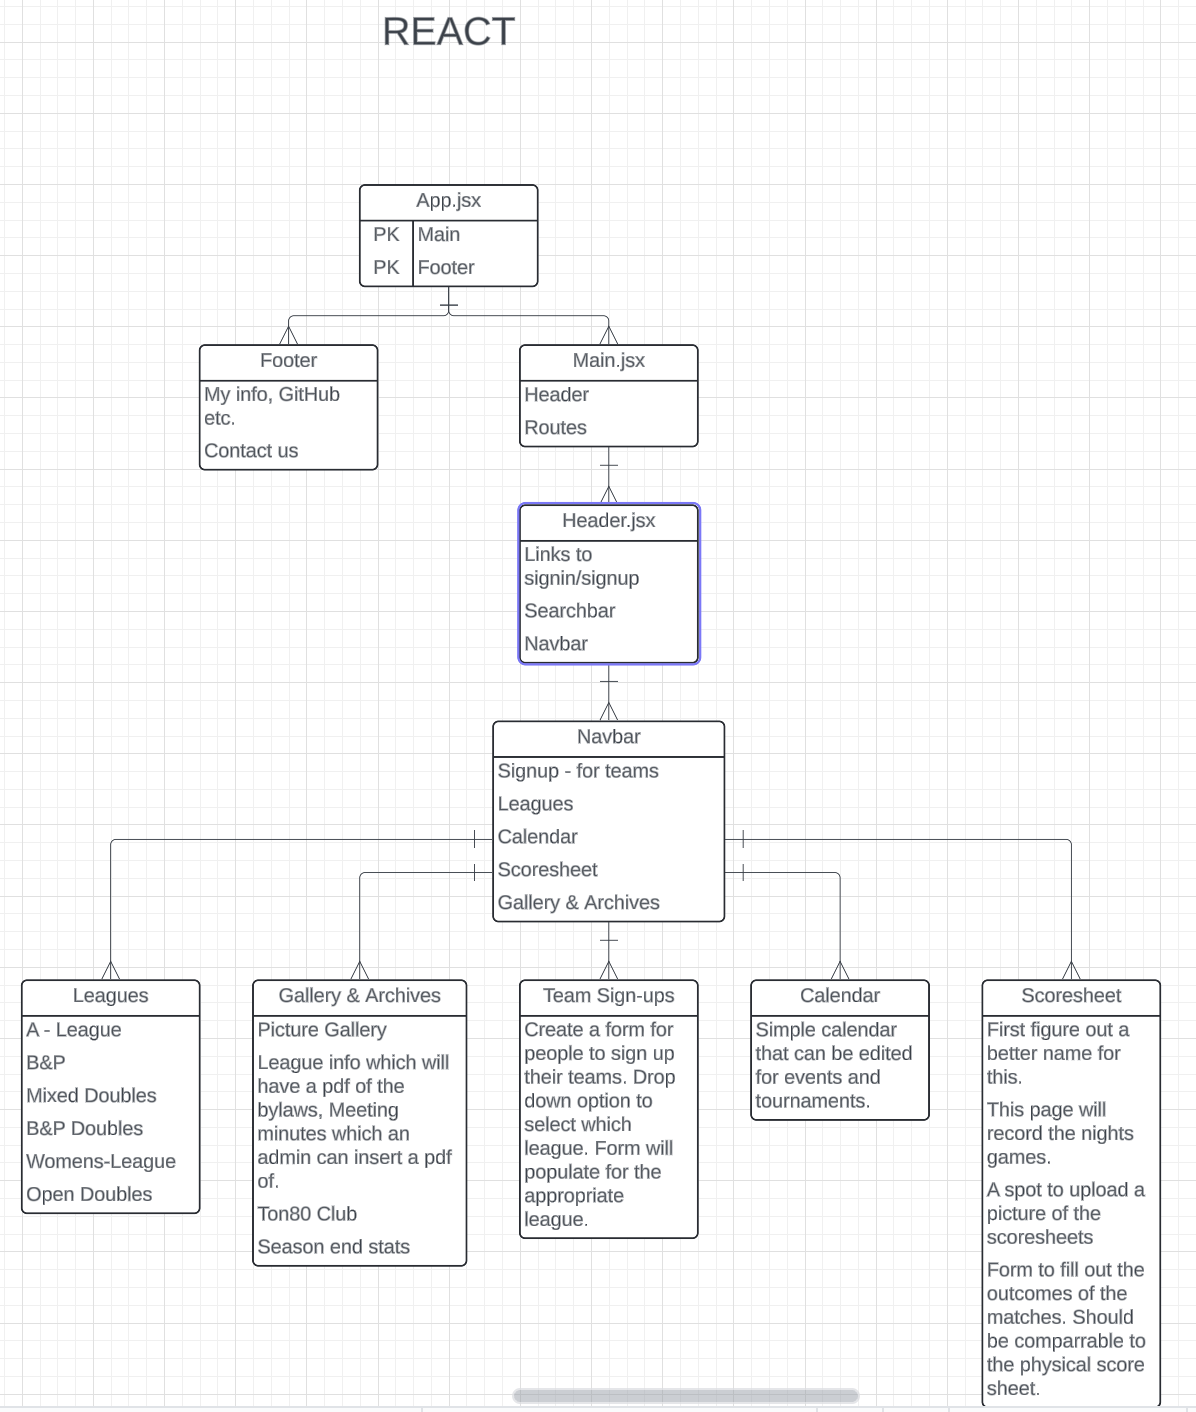 REACT
App.jsx
PK Main
PK Footer
Footer
My info, GitHub
etc.
Contact us
Main.jsx
Header
Routes
Header.jsx
Links to
signin/signup
Searchbar
Navbar
Navbar
Signup - for teams
Leagues
Calendar
Scoresheet
Gallery & Archives
Leagues
A - League
B&P
Mixed Doubles
B&P Doubles
Womens-League
Open Doubles
Gallery & Archives
Picture Gallery
League info which will
have a pdf of the
bylaws, Meeting
minutes which an
admin can insert a pdf
of.
Ton80 Club
Season end stats
Team Sign-ups
Create a form for
people to sign up
their teams. Drop
down option to
select which
league. Form will
populate for the
appropriate
league.
Calendar
Simple calendar
that can be edited
for events and
tournaments.
Scoresheet
First figure out a
better name for
this.
This page will
record the nights
games.
A spot to upload a
picture of the
scoresheets
Form to fill out the
outcomes of the
matches. Should
be comparrable to
the physical score
sheet.